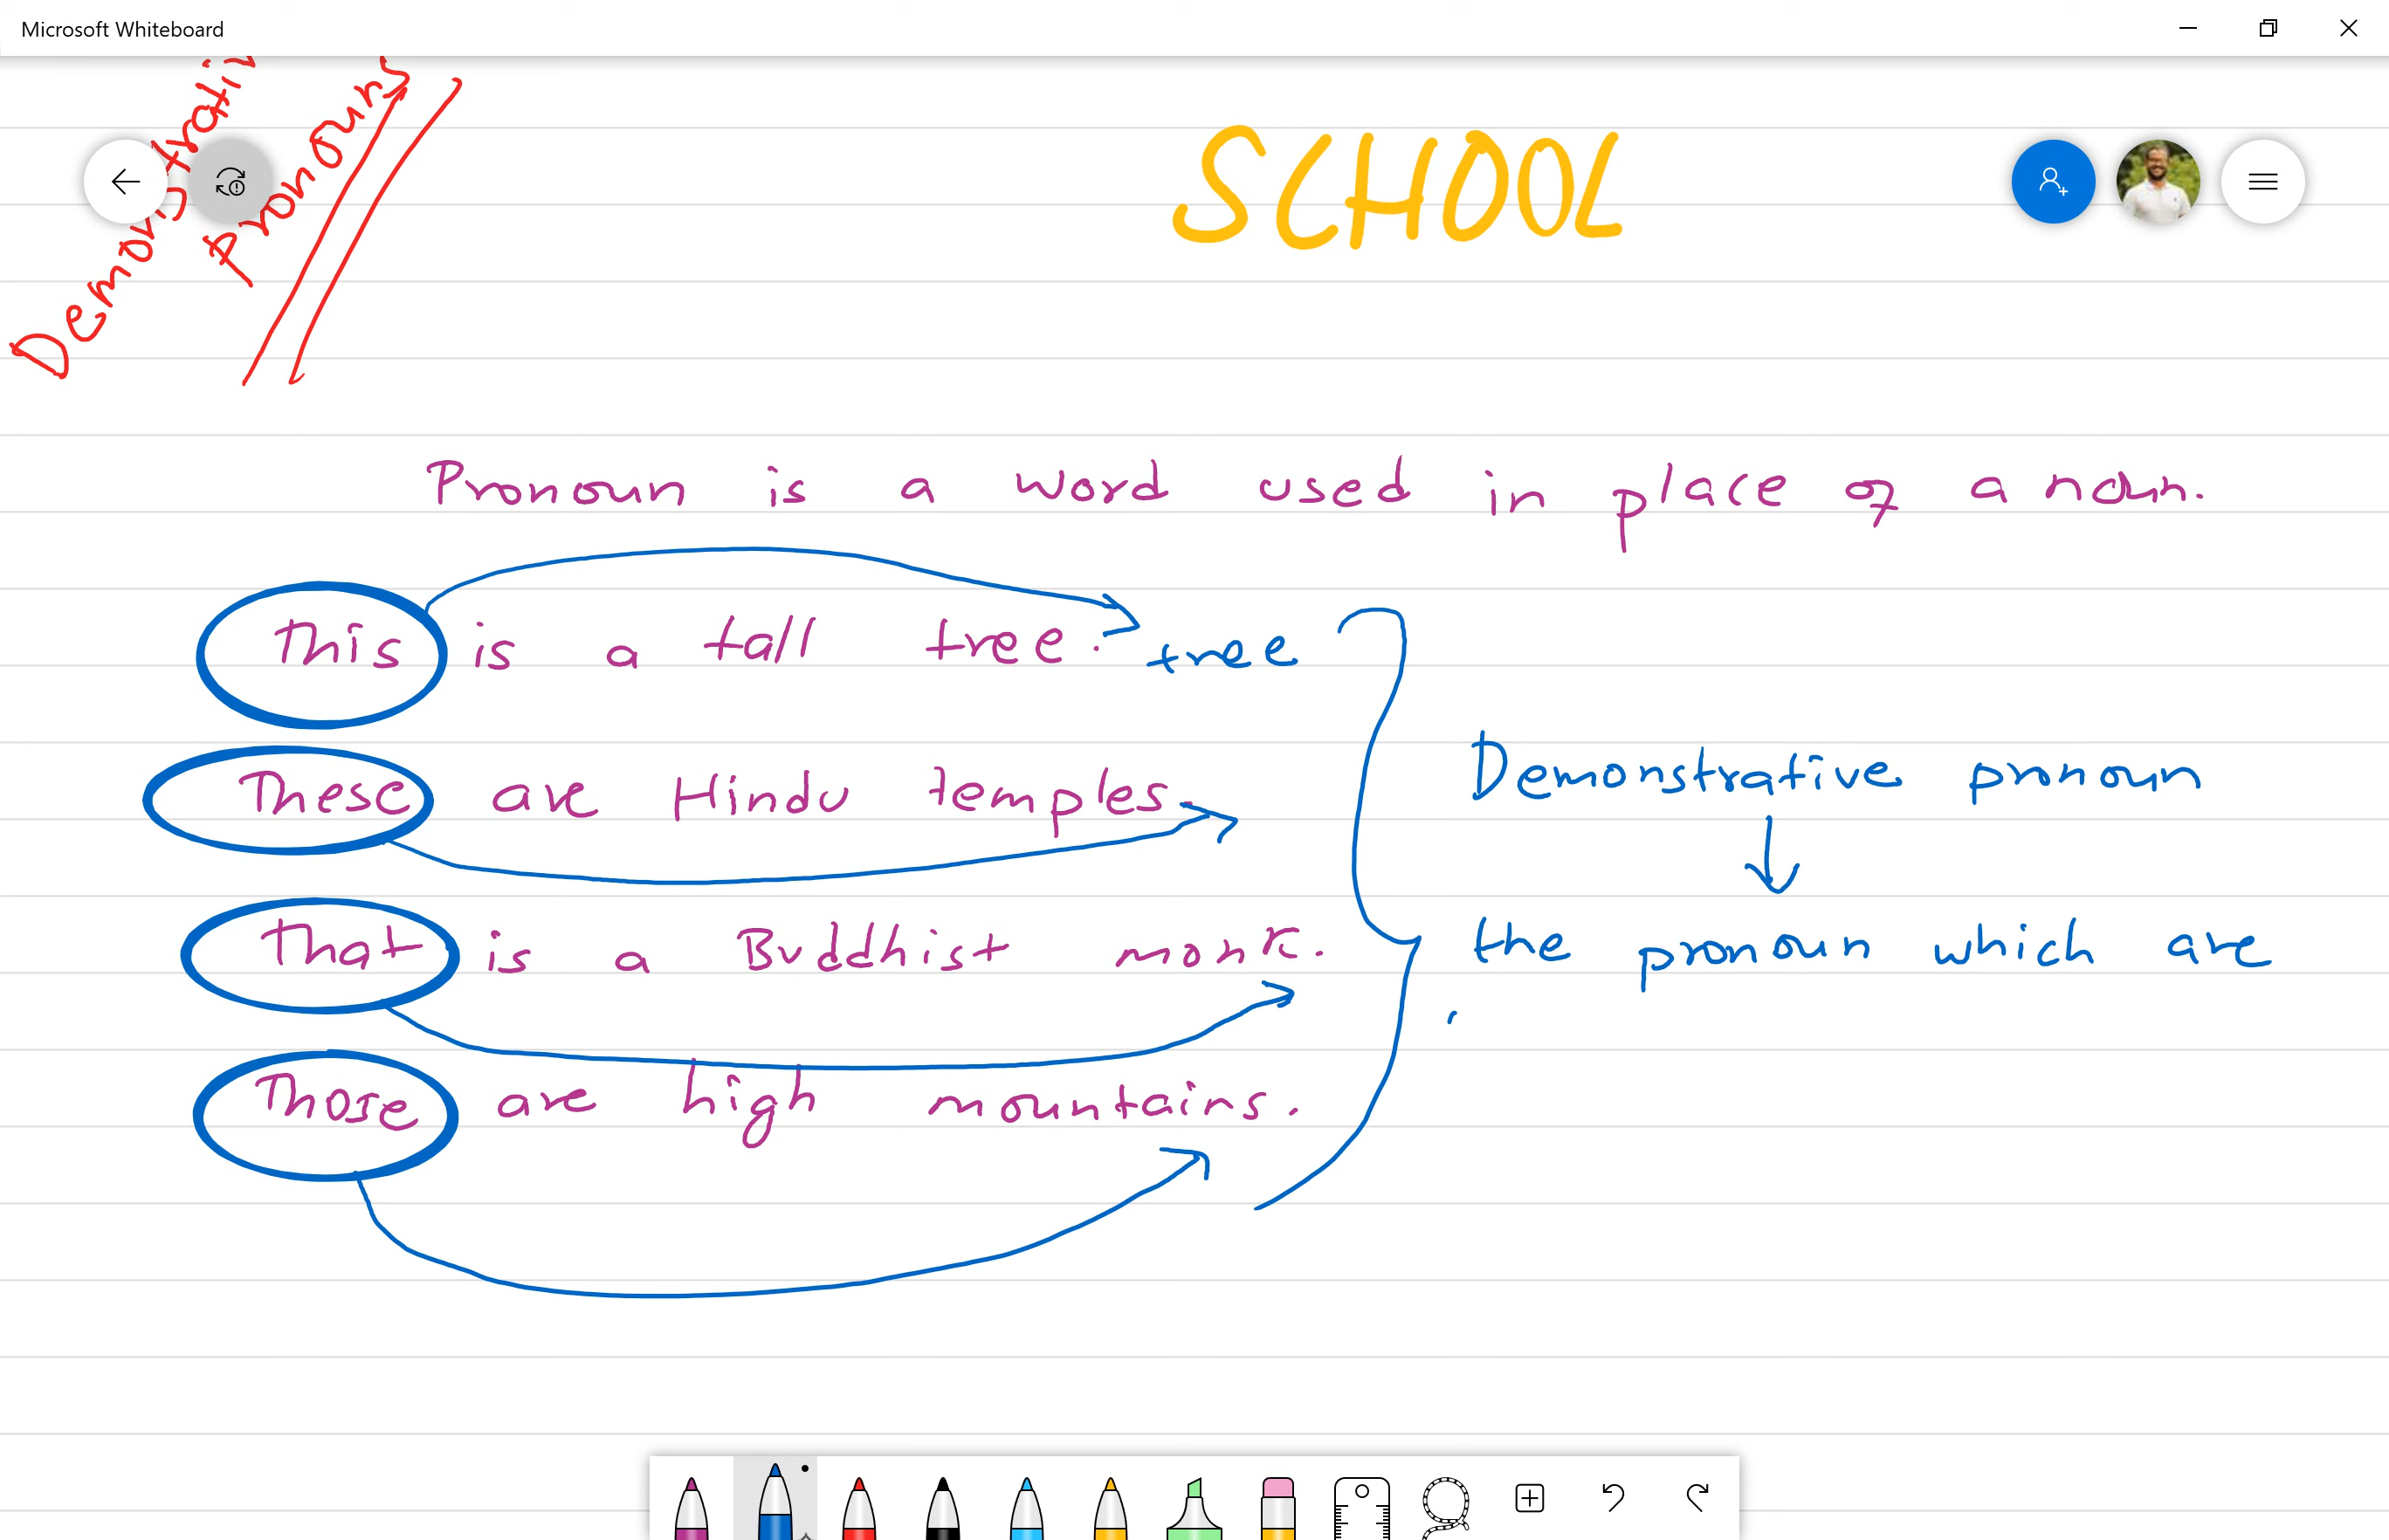 Microsoft Whiteboard
Demonstrativ
Pronouns
SCHOOL
Pronoun is a word used in place of a noun.
This is a tall tree. tree
These are Hindu temples.
Demonstrative pronoun
That is a Buddhist monk.
the pronoun which are
Those are high mountains.